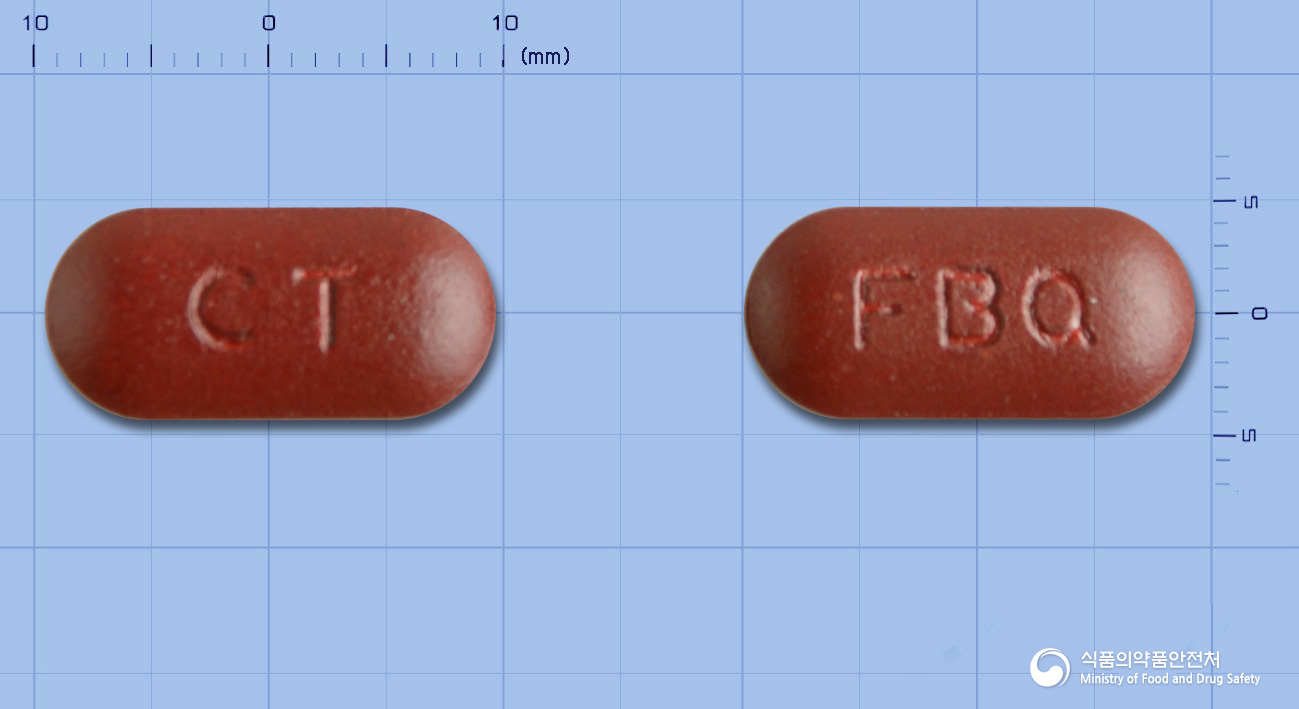 10 0 10
(mm)
CT
FBQ
5
0
5
식품의약품안전처
Ministry of Food and Drug Safety